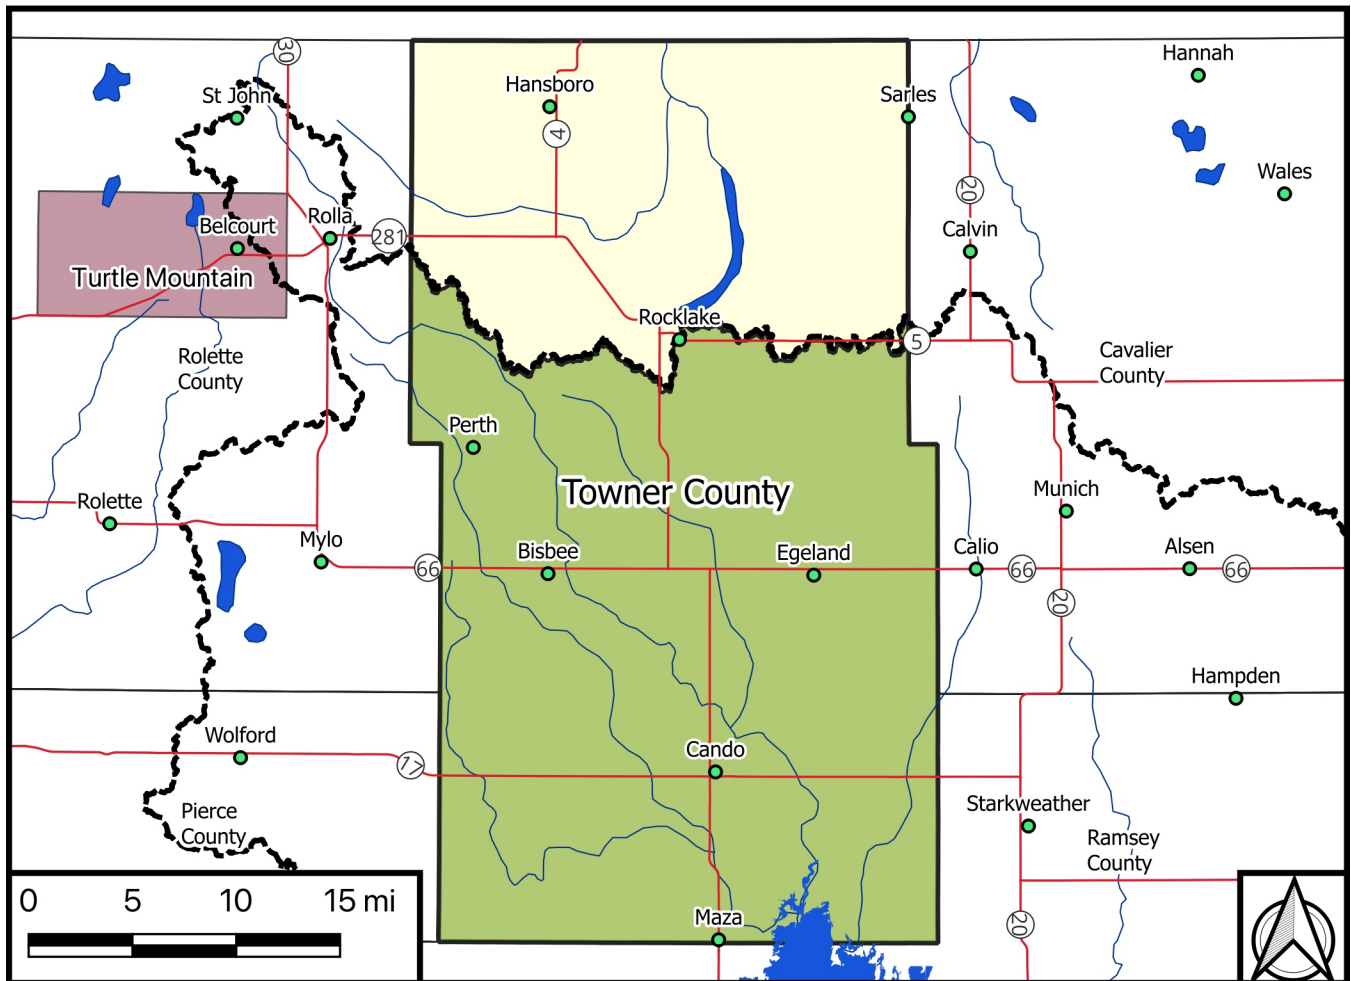 30
Hannah
Hansboro
St John
Sarles
4
Wales
20
Belcourt
Rolla
281
Calvin
Turtle Mountain
Rocklake
5
Rolette
County
Cavalier
County
Perth
Towner County
Munich
Rolette
Mylo
Bisbee
Egeland
Calio
Alsen
66
66
66
20
Hampden
Wolford
Cando
17
Starkweather
Pierce
County
Ramsey
County
0 5 10 15 mi
Maza
20